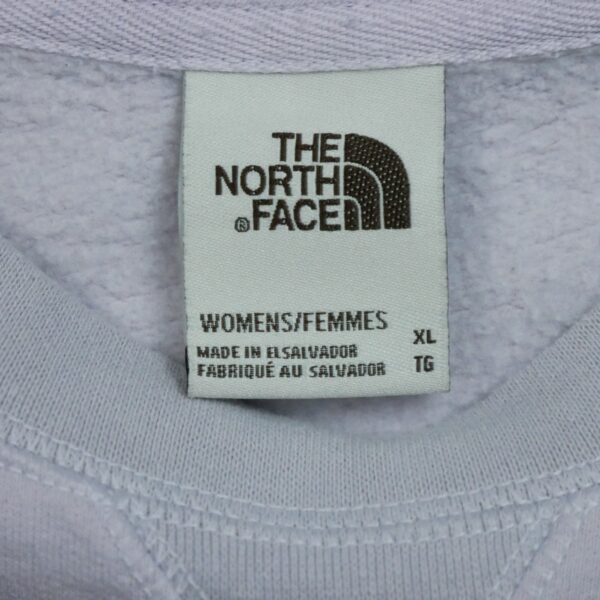 THE
NORTH
® FACE
WOMENS/FEMMES
XL
MADE IN ELSALVADOR
FABRIQUÉ AU SALVADOR
TG